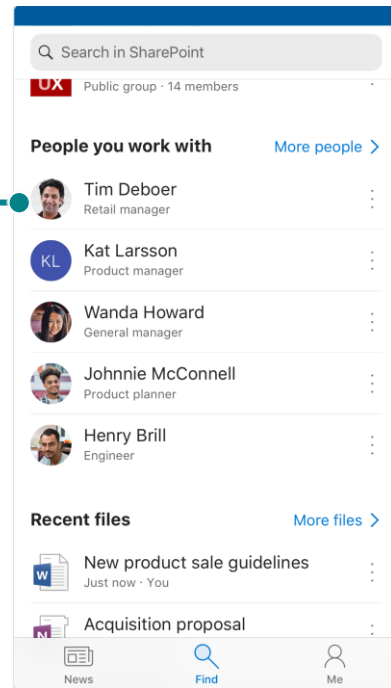 Search in SharePoint
UX
Public group · 14 members
People you work with
More people
Tim Deboer
Retail manager
KL
Kat Larsson
Product manager
Wanda Howard
General manager
Johnnie McConnell
Product planner
Henry Brill
Engineer
Recent files
More files
W
New product sale guidelines
Just now · You
N
Acquisition proposal
News
Find
Me